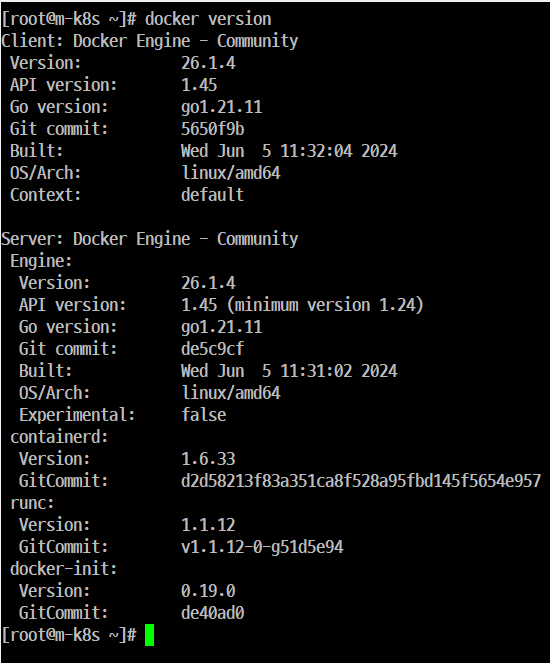 [root@m-k8s ~]# docker version
Client: Docker Engine - Community
 Version:           26.1.4
 API version:       1.45
 Go version:        go1.21.11
 Git commit:        5650f9b
 Built:             Wed Jun  5 11:32:04 2024
 OS/Arch:           linux/amd64
 Context:           default

Server: Docker Engine - Community
 Engine:
  Version:          26.1.4
  API version:      1.45 (minimum version 1.24)
  Go version:       go1.21.11
  Git commit:       de5c9cf
  Built:            Wed Jun  5 11:31:02 2024
  OS/Arch:          linux/amd64
  Experimental:     false
 containerd:
  Version:          1.6.33
  GitCommit:        d2d58213f83a351ca8f528a95fbd145f5654e957
 runc:
  Version:          1.1.12
  GitCommit:        v1.1.12-0-g51d5e94
 docker-init:
  Version:          0.19.0
  GitCommit:        de40ad0
[root@m-k8s ~]#